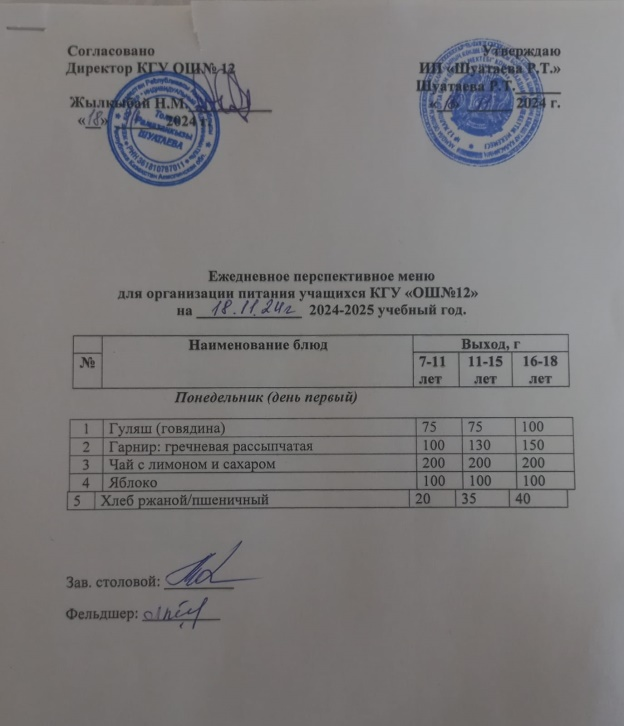 Согласовано
Директор КГУ ОШ№ 12
Жылкыбай Н.М.
«18» 11 2024 г.
Утверждаю
ИП «Шуатаева Р.Т.»
Шуатаева Р.Т.
2024 г.
ШУАТАЕВА
Ежедневное перспективное меню
для организации питания учащихся КГУ «ОШ№12»
на 18.11.24г 2024-2025 учебный год.
№ Наименование блюд Выход, г
7-11 лет 11-15 лет 16-18 лет
Понедельник (день первый)
1 Гуляш (говядина) 75 75 100
2 Гарнир: гречневая рассыпчатая 100 130 150
3 Чай с лимоном и сахаром 200 200 200
4 Яблоко 100 100 100
5 Хлеб ржаной/пшеничный 20 35 40
Зав. столовой:
Фельдшер: